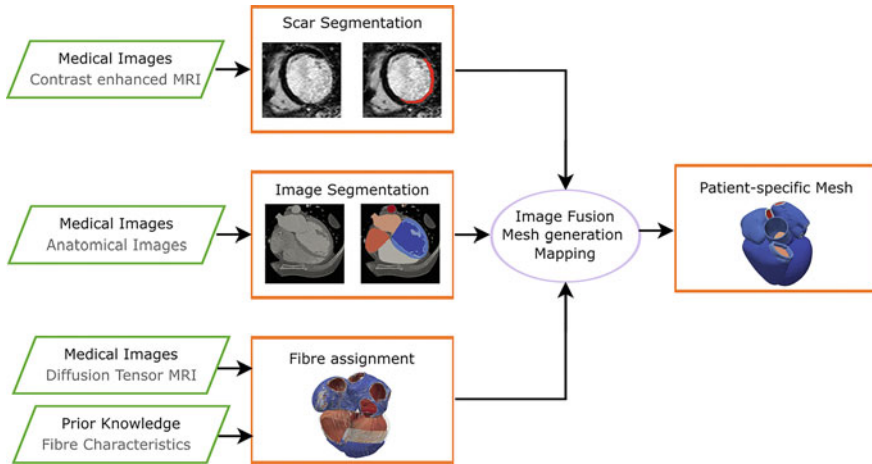 Scar Segmentation
Medical Images
Contrast enhanced MRI
Image Segmentation
Medical Images
Anatomical Images
Image Fusion
Mesh generation
Mapping
Patient-specific Mesh
Medical Images
Diffusion Tensor MRI
Fibre assignment
Prior Knowledge
Fibre Characteristics